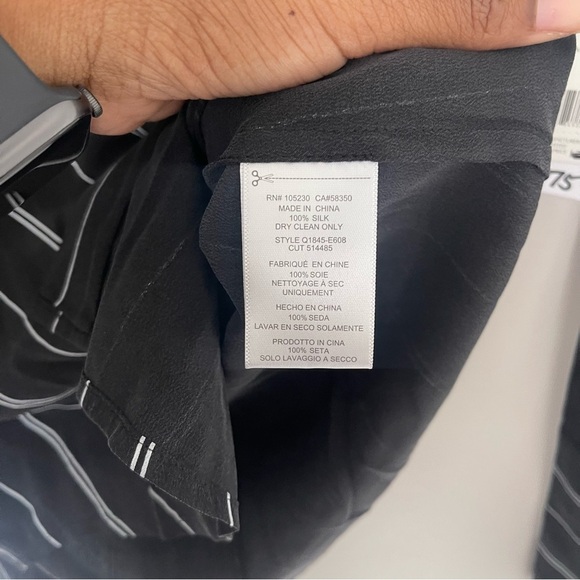 RN# 105230 CA#58350
MADE IN CHINA
100% SILK
DRY CLEAN ONLY
STYLE Q1845-E608
CUT 514485
FABRIQUÉ EN CHINE
100% SOIE
NETTOYAGE À SEC
UNIQUEMENT
HECHO EN CHINA
100% SEDA
LAVAR EN SECO SOLAMENTE
PRODOTTO IN CINA
100% SETA
SOLO LAVAGGIO A SECCO
75